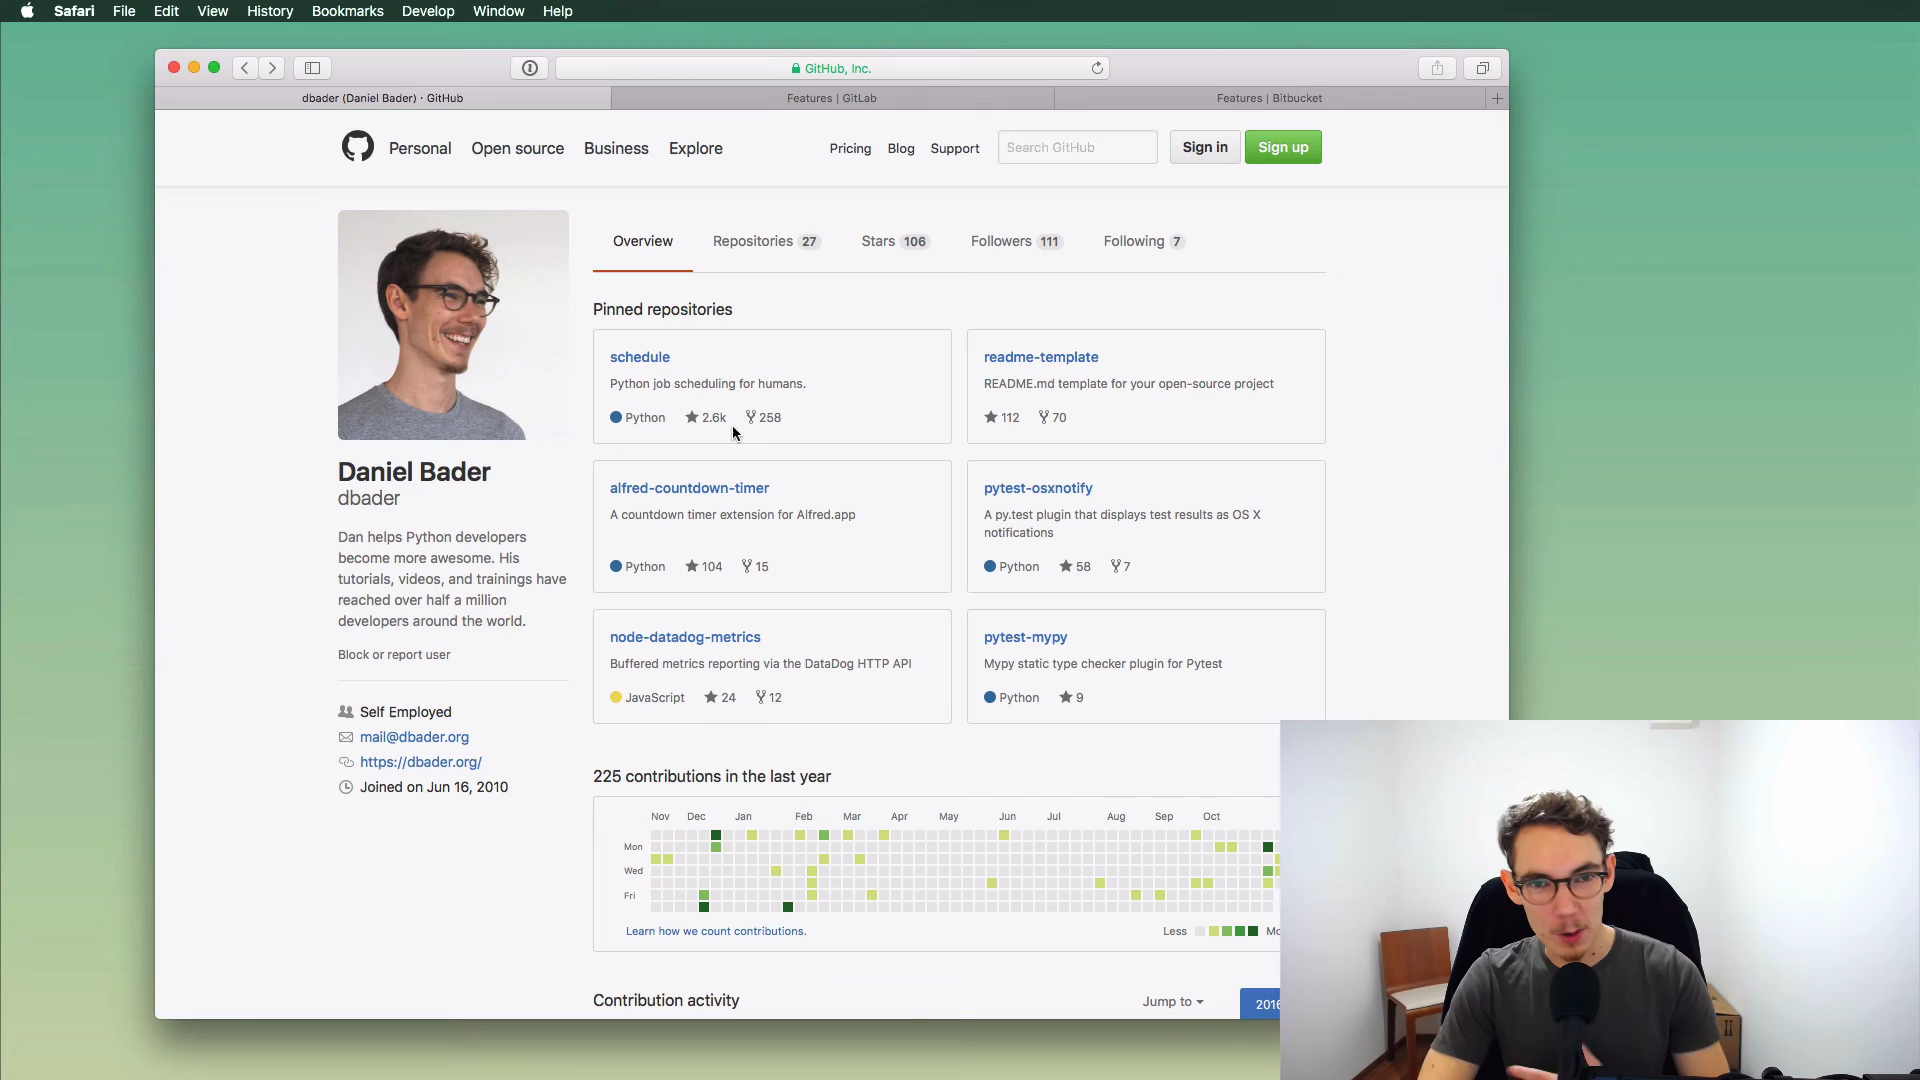 Safari File Edit View History Bookmarks Develop Window Help
GitHub, Inc.
dbader (Daniel Bader) · GitHub
Features | GitLab
Features | Bitbucket
Personal Open source Business Explore
Pricing Blog Support
Search GitHub
Sign in
Sign up
Overview
Repositories 27
Stars 106
Followers 111
Following 7
Pinned repositories
schedule
Python job scheduling for humans.
Python 2.6k 258
readme-template
README.md template for your open-source project
112 70
alfred-countdown-timer
A countdown timer extension for Alfred.app
Python 104 15
pytest-osxnotify
A py.test plugin that displays test results as OS X
notifications
Python 58 7
node-datadog-metrics
Buffered metrics reporting via the DataDog HTTP API
JavaScript 24 12
pytest-mypy
Mypy static type checker plugin for Pytest
Python 9
Daniel Bader
dbader
Dan helps Python developers
become more awesome. His
tutorials, videos, and trainings have
reached over half a million
developers around the world.
Block or report user
Self Employed
mail@dbader.org
https://dbader.org/
Joined on Jun 16, 2010
225 contributions in the last year
Nov Dec Jan Feb Mar Apr May Jun Jul Aug Sep Oct
Mon
Wed
Fri
Learn how we count contributions.
Less
Contribution activity
Jump to
2016